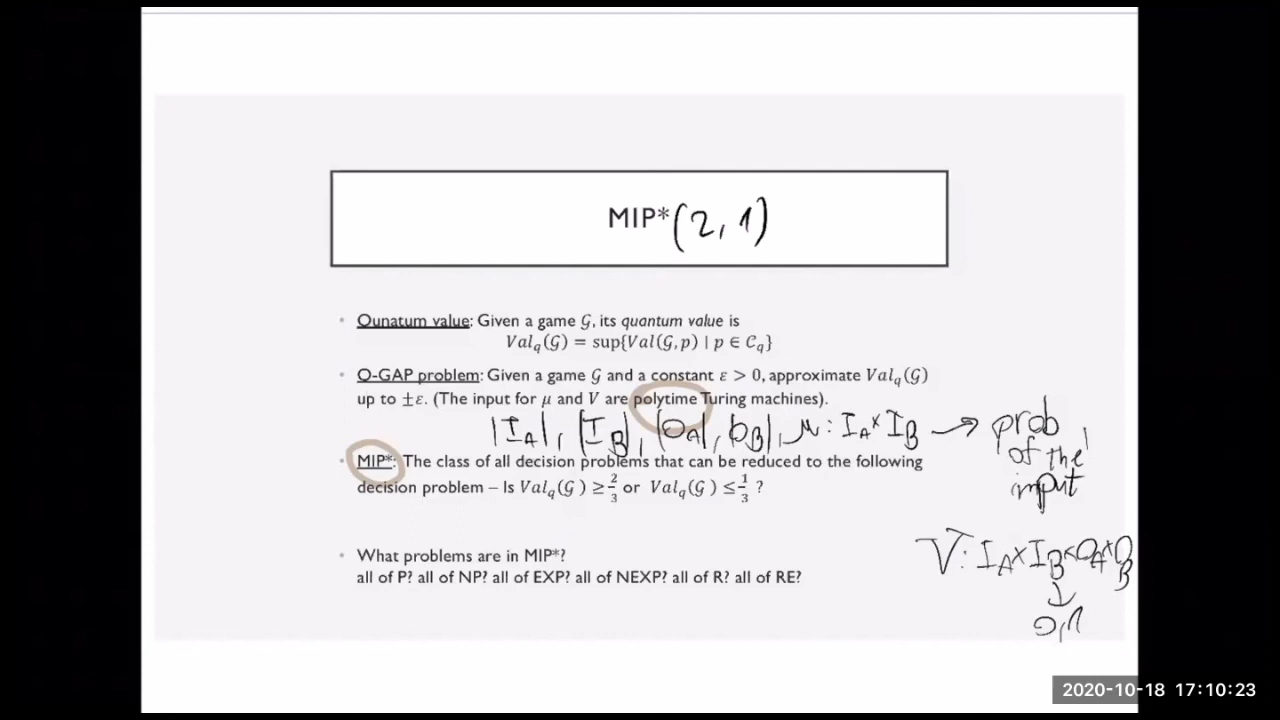 MIP* (2, 1)
Ounatum value: Given a game 𝒢, its quantum value is
Val_q(𝒢) = sup{Val(𝒢, p) | p ∈ 𝒞_q}
O-GAP problem: Given a game 𝒢 and a constant ε > 0, approximate Val_q(𝒢)
up to ±ε. (The input for μ and V are polytime Turing machines).
|I_A|, |I_B|, |O_A|, |O_B|, μ: I_A × I_B → prob
of the
input
MIP*: The class of all decision problems that can be reduced to the following
decision problem – Is Val_q(𝒢) ≥ 2/3 or Val_q(𝒢) ≤ 1/3 ?
V: I_A × I_B × O_A × O_B
↓
0,1
What problems are in MIP*?
all of P? all of NP? all of EXP? all of NEXP? all of R? all of RE?
2020-10-18 17:10:23